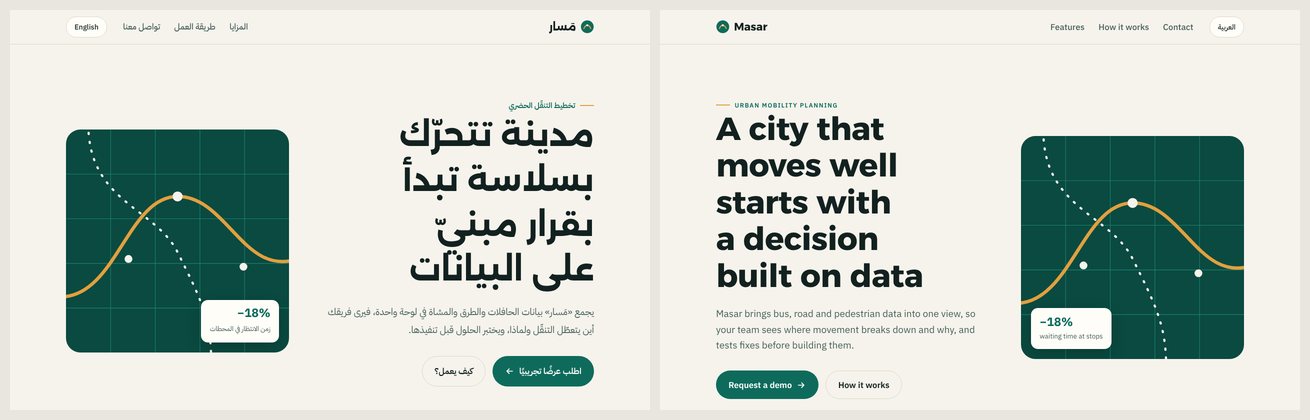 مَسار
المزايا
طريقة العمل
تواصل معنا
English
تخطيط التنقّل الحضري
مدينة تتحرّك
بسلاسة تبدأ
بقرار مبنيّ
على البيانات
يجمع «مَسار» بيانات الحافلات والطرق والمشاة في لوحة واحدة، فيرى فريقك
أين يتعطّل التنقّل ولماذا، ويختبر الحلول قبل تنفيذها.
اطلب عرضًا تجريبيًا ←
كيف يعمل؟
−18%
زمن الانتظار في المحطات
Masar
Features
How it works
Contact
العربية
URBAN MOBILITY PLANNING
A city that
moves well
starts with
a decision
built on data
Masar brings bus, road and pedestrian data into one view, so
your team sees where movement breaks down and why, and
tests fixes before building them.
Request a demo →
How it works
−18%
waiting time at stops